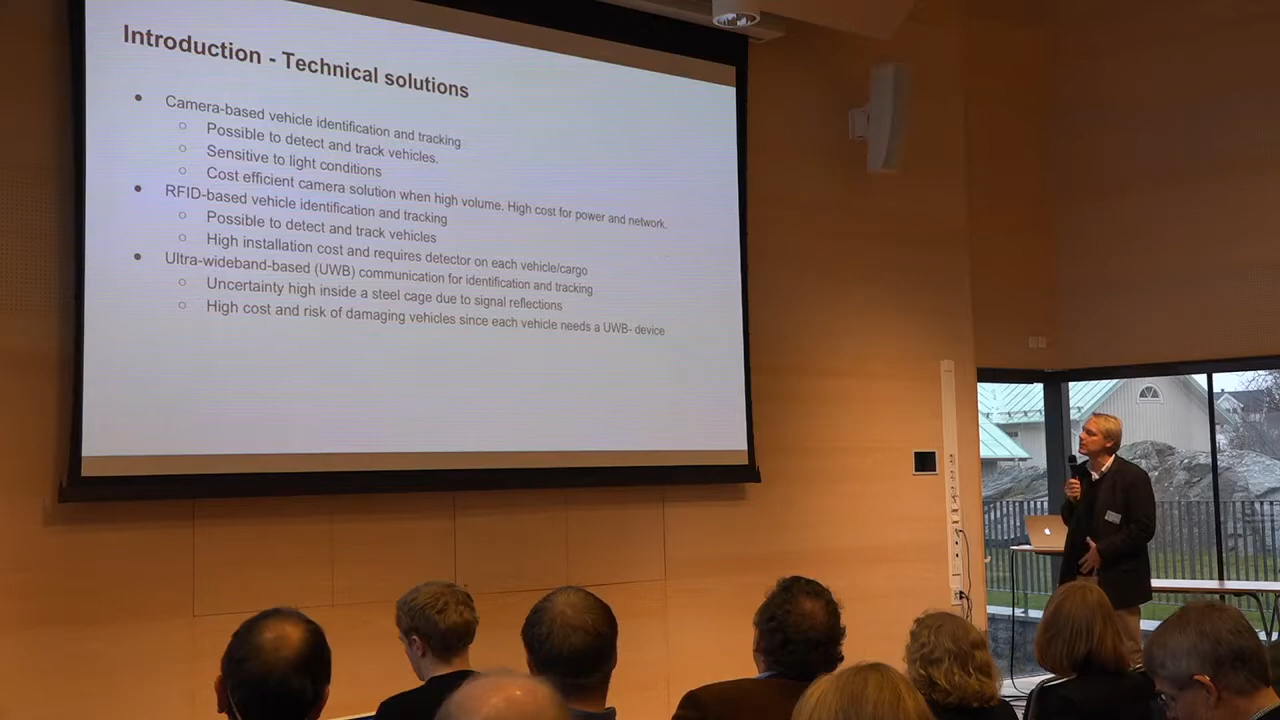 Introduction - Technical solutions
● Camera-based vehicle identification and tracking
○ Possible to detect and track vehicles.
○ Sensitive to light conditions
○ Cost efficient camera solution when high volume. High cost for power and network.
● RFID-based vehicle identification and tracking
○ Possible to detect and track vehicles
○ High installation cost and requires detector on each vehicle/cargo
● Ultra-wideband-based (UWB) communication for identification and tracking
○ Uncertainty high inside a steel cage due to signal reflections
○ High cost and risk of damaging vehicles since each vehicle needs a UWB- device